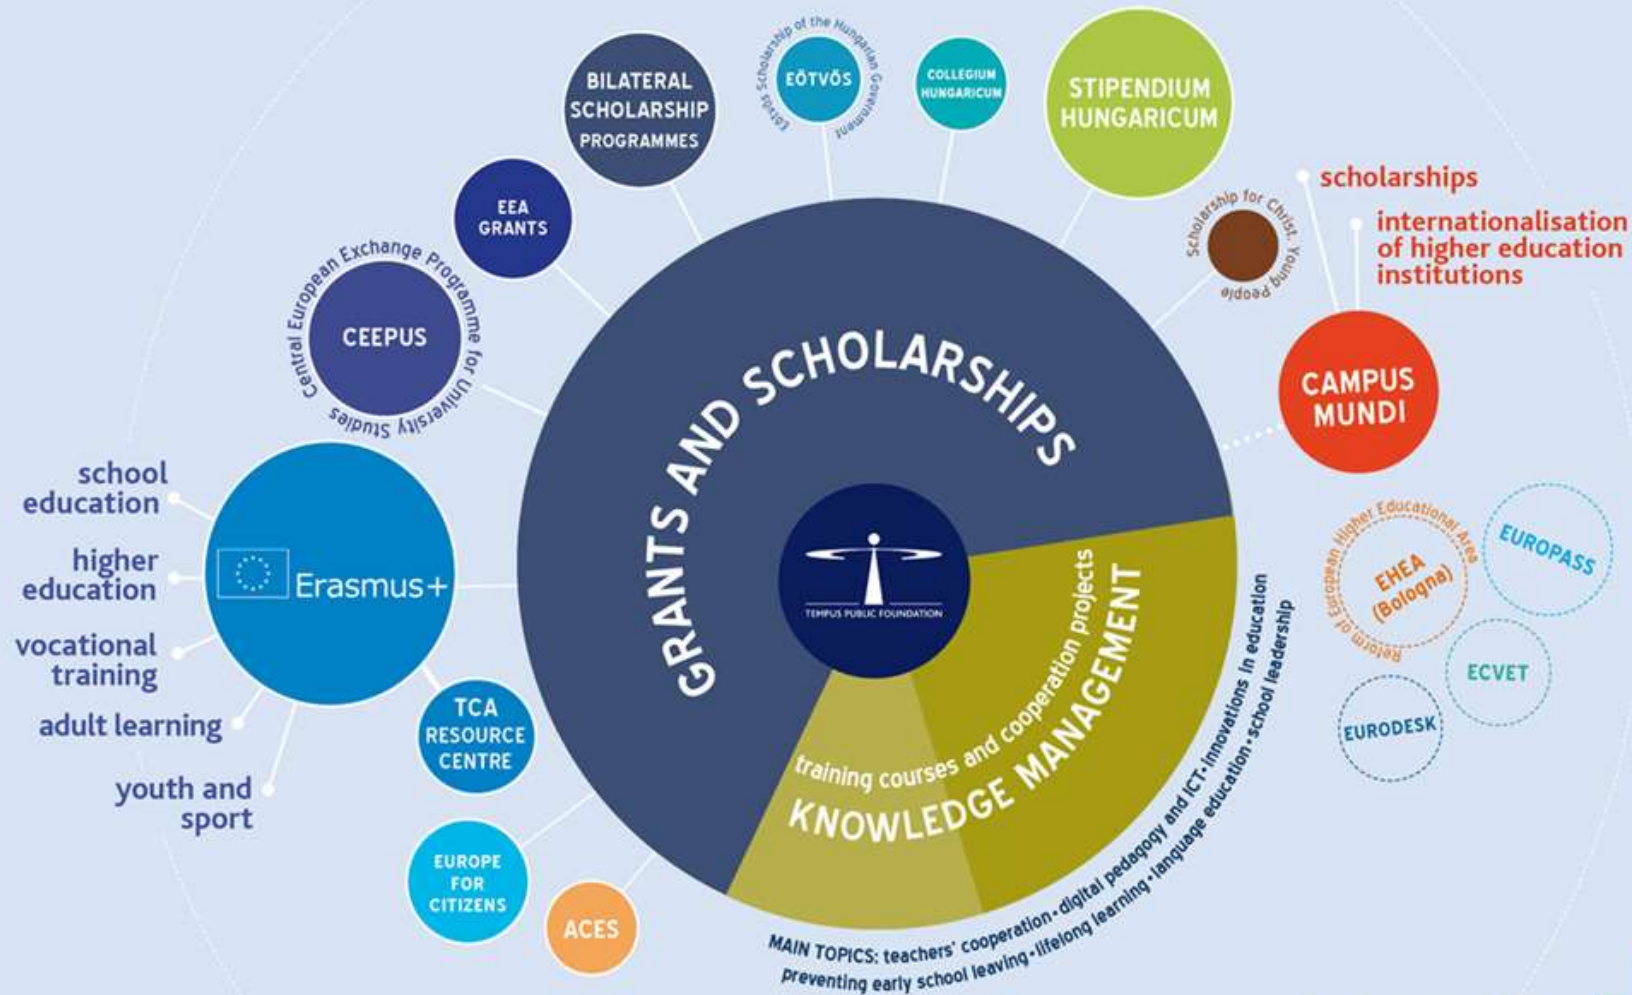 BILATERAL
SCHOLARSHIP
PROGRAMMES
Eötvös Scholarship of the Hungarian Government
EÖTVÖS
COLLEGIUM
HUNGARICUM
STIPENDIUM
HUNGARICUM
EEA
GRANTS
Scholarship for Christ. Young People
scholarships
internationalisation
of higher education
institutions
Central European Exchange Programme for University Studies
CEEPUS
CAMPUS
MUNDI
GRANTS AND SCHOLARSHIPS
school
education
higher
education
vocational
training
adult learning
youth and
sport
Erasmus+
TCA
RESOURCE
CENTRE
EUROPE
FOR
CITIZENS
ACES
TEMPUS PUBLIC FOUNDATION
training courses and cooperation projects
KNOWLEDGE MANAGEMENT
MAIN TOPICS: teachers' cooperation • digital pedagogy and ICT • innovations in education
preventing early school leaving • lifelong learning • language education • school leadership
Reform of European Higher Educational Area
EHEA
(Bologna)
EUROPASS
ECVET
EURODESK